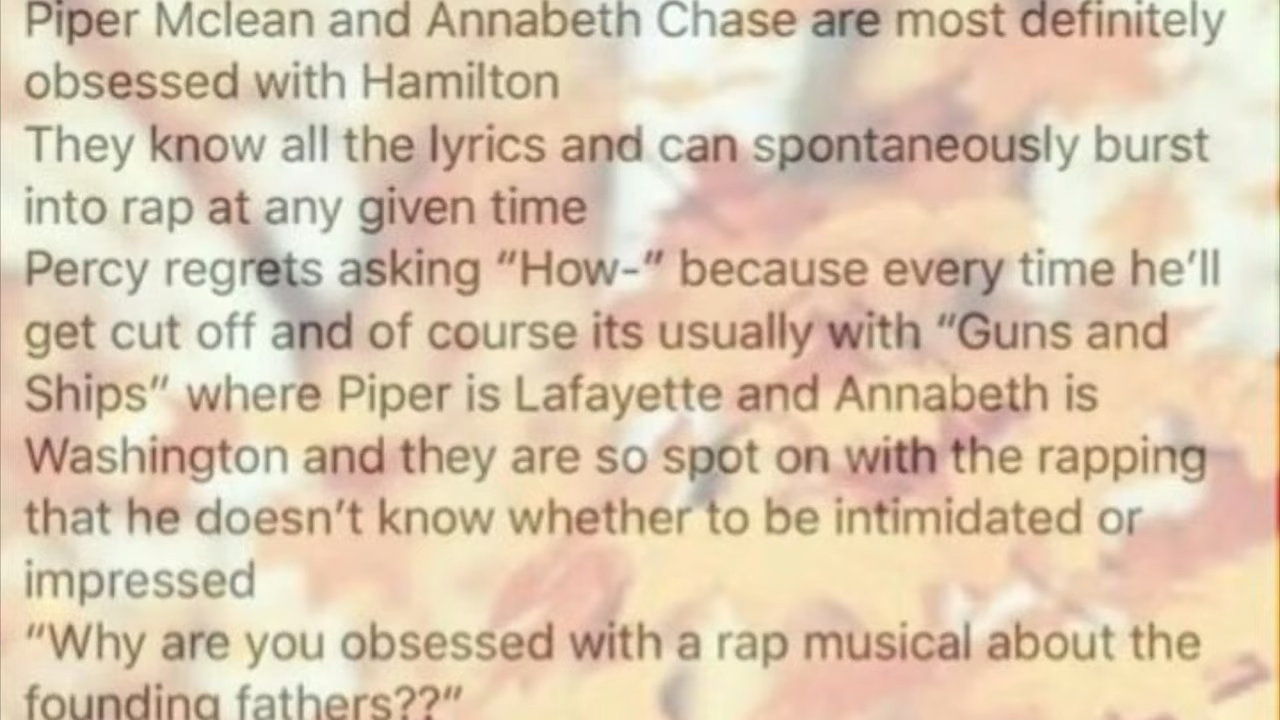 Piper Mclean and Annabeth Chase are most definitely
obsessed with Hamilton
They know all the lyrics and can spontaneously burst
into rap at any given time
Percy regrets asking “How-” because every time he’ll
get cut off and of course its usually with “Guns and
Ships” where Piper is Lafayette and Annabeth is
Washington and they are so spot on with the rapping
that he doesn’t know whether to be intimidated or
impressed
“Why are you obsessed with a rap musical about the
founding fathers??”